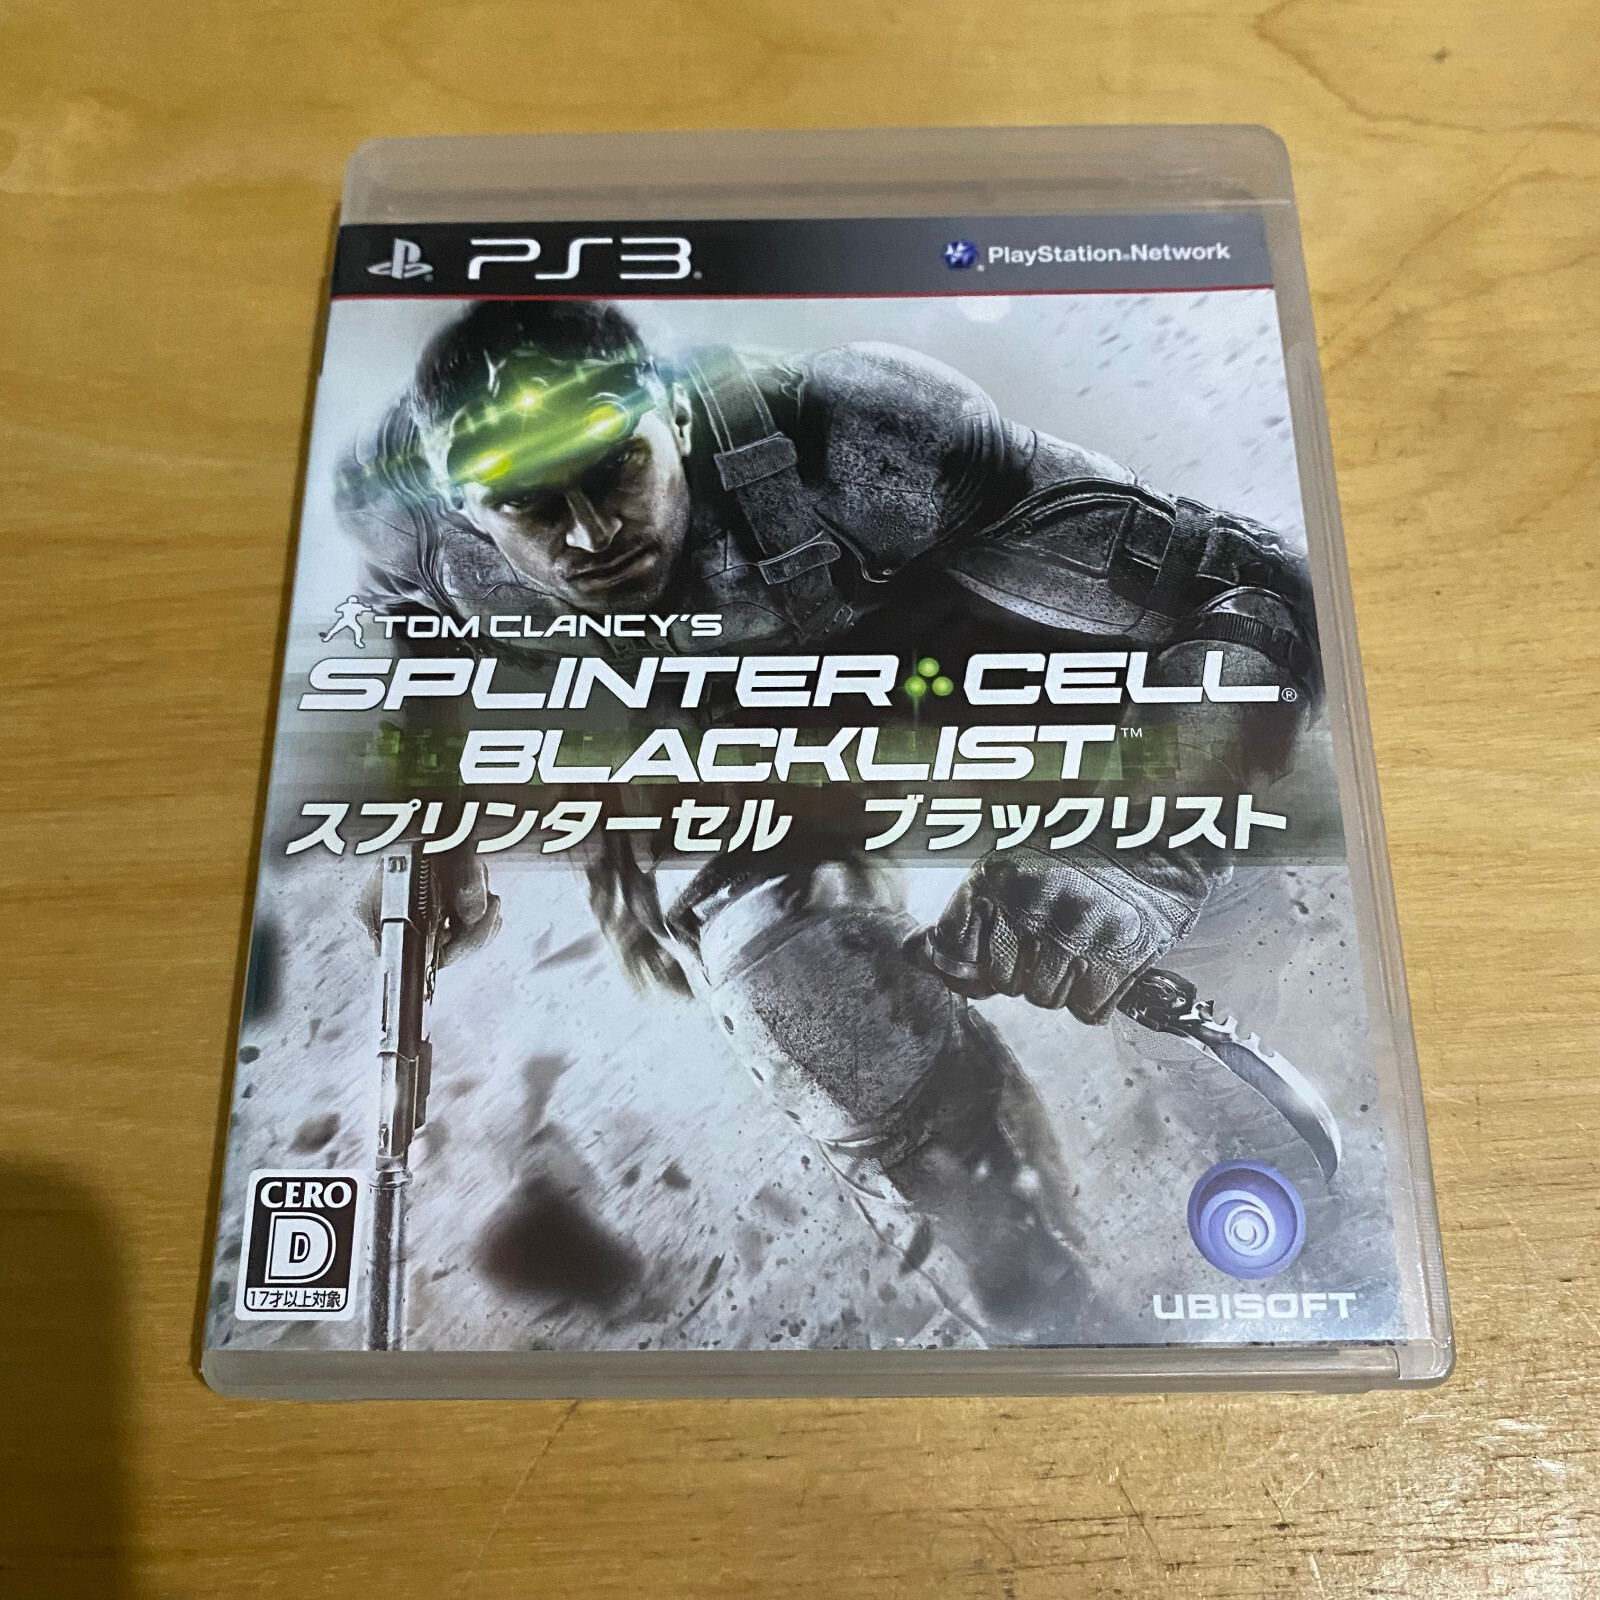 PS3
PlayStation®Network
TOM CLANCY'S
SPLINTER CELL®
BLACKLIST™
スプリンターセル ブラックリスト
CERO
D
17才以上対象
UBISOFT